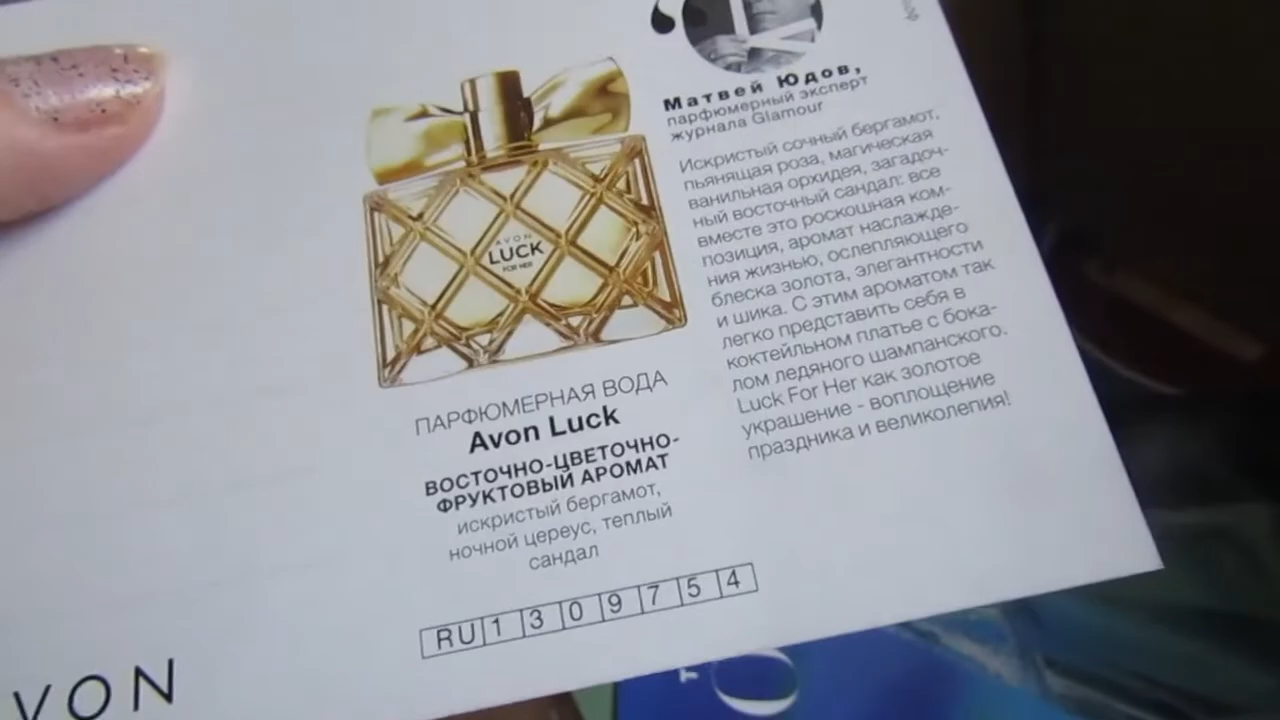 Матвей Юдов,
парфюмерный эксперт
журнала Glamour
Искристый сочный бергамот,
пьянящая роза, магическая
ванильная орхидея, загадоч-
ный восточный сандал: все
вместе это роскошная ком-
позиция, аромат наслажде-
ния жизнью, ослепляющего
блеска золота, элегантности
и шика. С этим ароматом так
легко представить себя в
коктейльном платье с бока-
лом ледяного шампанского.
Luck For Her как золотое
украшение - воплощение
праздника и великолепия!
AVON
LUCK
FOR HER
ПАРФЮМЕРНАЯ ВОДА
Avon Luck
ВОСТОЧНО-ЦВЕТОЧНО-
ФРУКТОВЫЙ АРОМАТ
искристый бергамот,
ночной цереус, теплый
сандал
RU1309754
VON